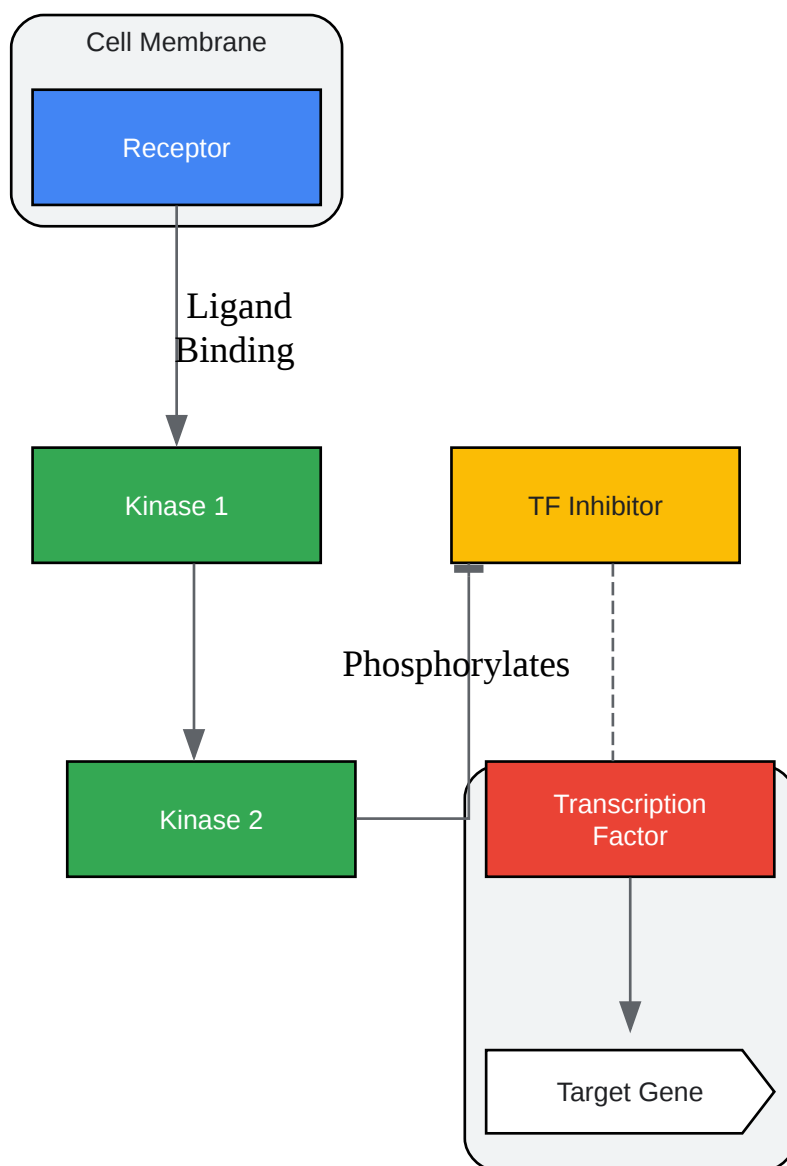 Cell Membrane
Receptor
Ligand
Binding
Kinase 1
TF Inhibitor
Phosphorylates
Kinase 2
Transcription
Factor
Target Gene